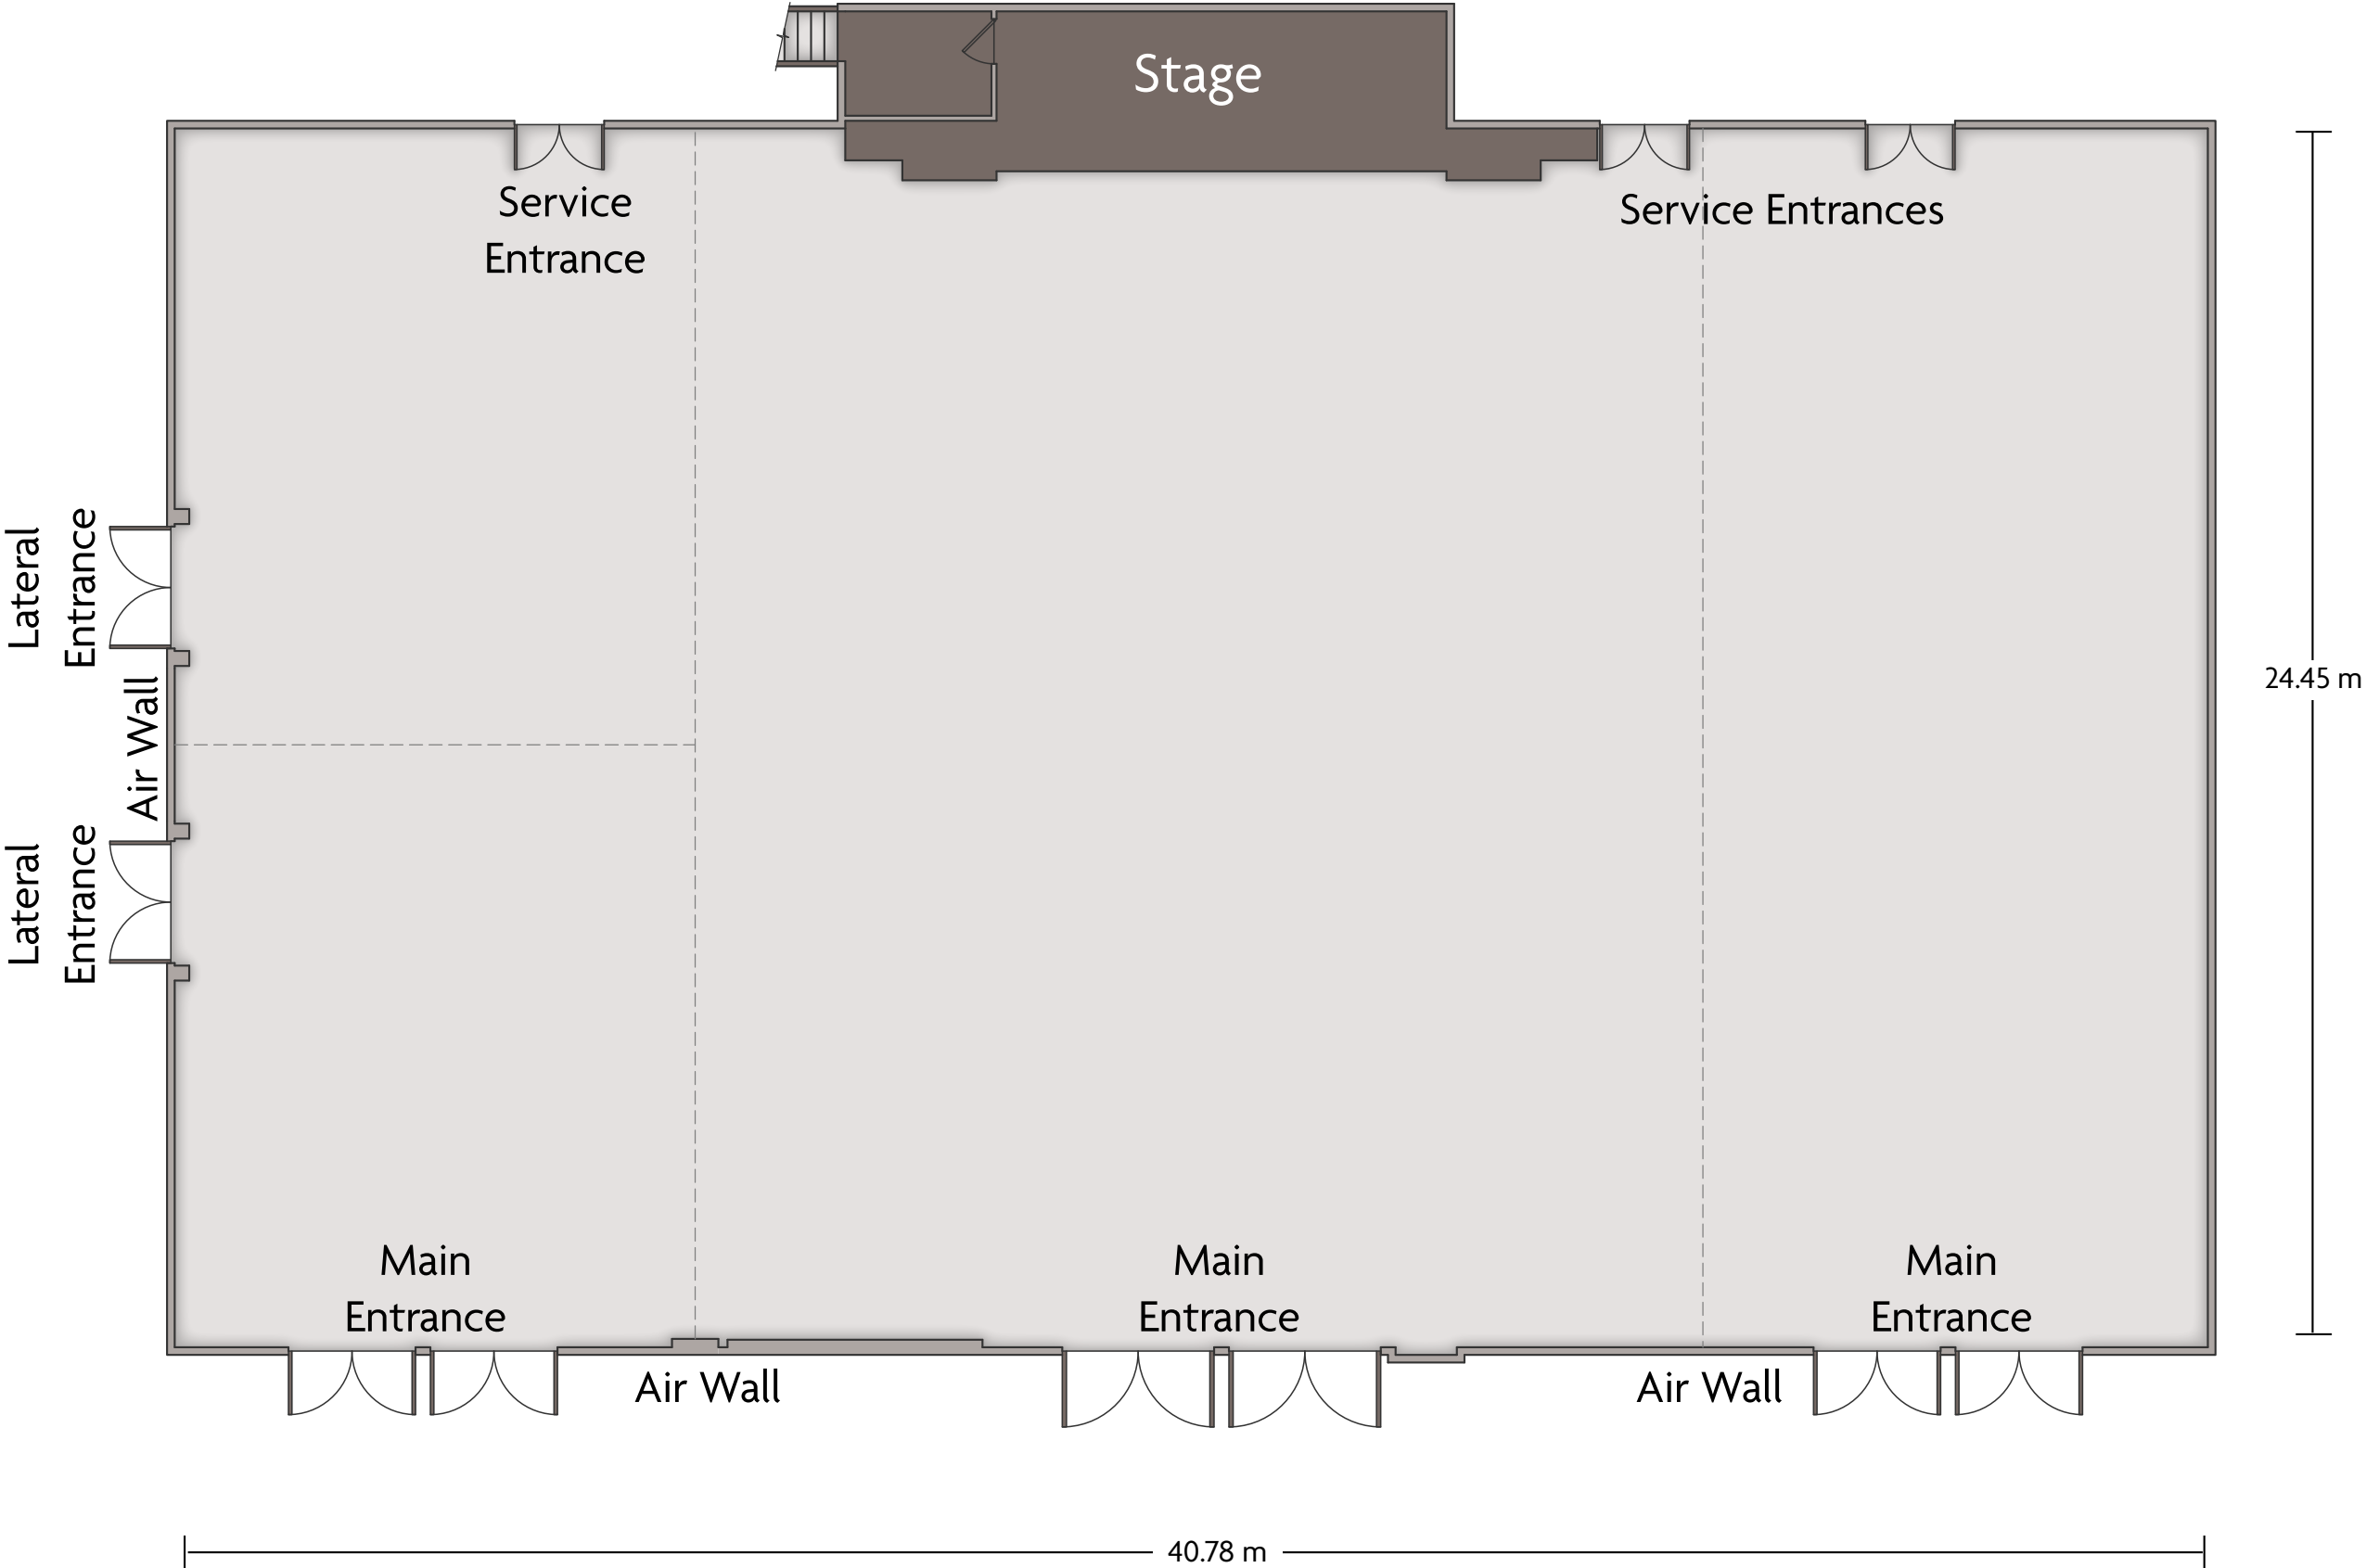 Stage
Service
Entrance
Service Entrances
Lateral
Entrance
24.45 m
Air Wall
Lateral
Entrance
Main
Entrance
Main
Entrance
Main
Entrance
Air Wall
Air Wall
40.78 m